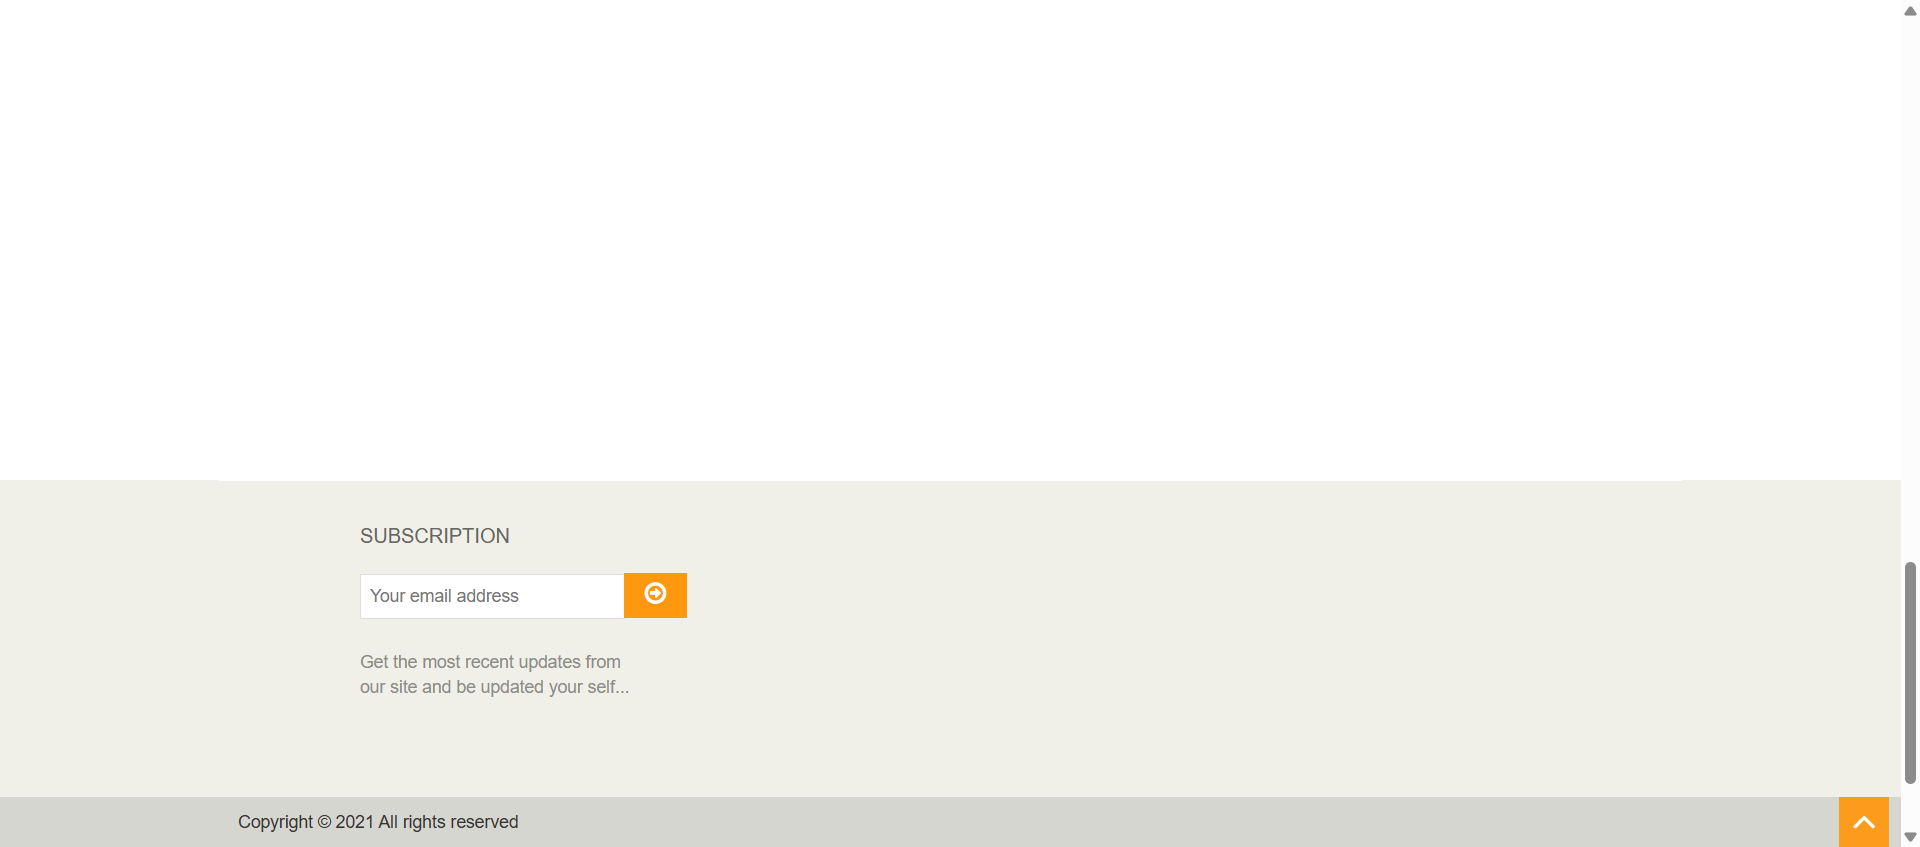 SUBSCRIPTION
Your email address
Get the most recent updates from
our site and be updated your self...
Copyright © 2021 All rights reserved